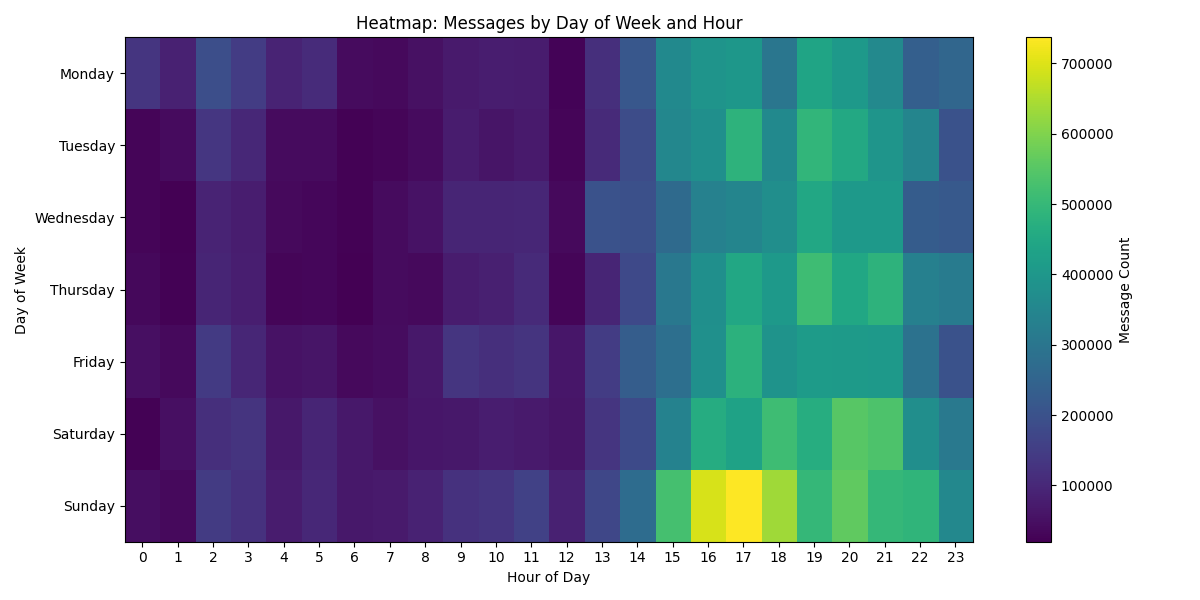 Heatmap: Messages by Day of Week and Hour
Monday
Tuesday
Wednesday
Thursday
Friday
Saturday
Sunday
Day of Week
0 1 2 3 4 5 6 7 8 9 10 11 12 13 14 15 16 17 18 19 20 21 22 23
Hour of Day
700000
600000
500000
400000
300000
200000
100000
Message Count